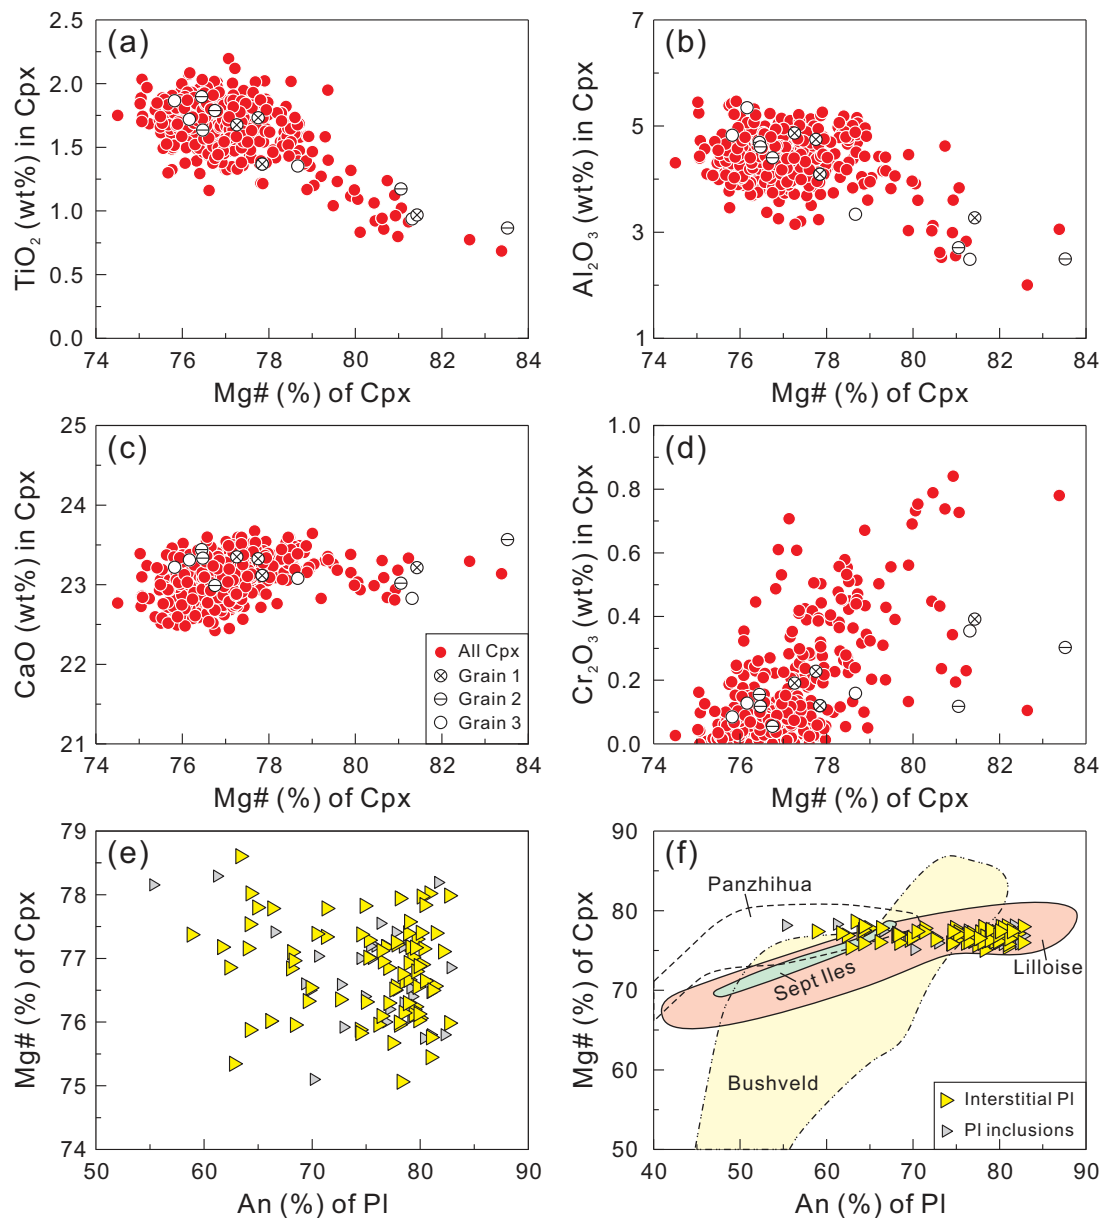 (a)
2.5
2.0
1.5
1.0
0.5
0.0
TiO2 (wt%) in Cpx
74 76 78 80 82 84
Mg# (%) of Cpx
(b)
7
5
3
1
Al2O3 (wt%) in Cpx
74 76 78 80 82 84
Mg# (%) of Cpx
(c)
25
24
23
22
21
CaO (wt%) in Cpx
All Cpx
Grain 1
Grain 2
Grain 3
74 76 78 80 82 84
Mg# (%) of Cpx
(d)
1.0
0.8
0.6
0.4
0.2
0.0
Cr2O3 (wt%) in Cpx
74 76 78 80 82 84
Mg# (%) of Cpx
(e)
79
78
77
76
75
74
Mg# (%) of Cpx
50 60 70 80 90
An (%) of Pl
(f)
90
80
70
60
50
Mg# (%) of Cpx
Panzhihua
Sept Iles
Lilloise
Bushveld
Interstitial Pl
Pl inclusions
40 50 60 70 80 90
An (%) of Pl